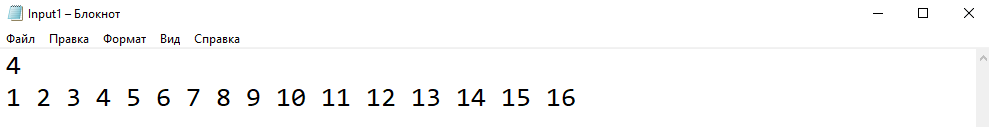 Input1 – Блокнот
Файл Правка Формат Вид Справка
4
1 2 3 4 5 6 7 8 9 10 11 12 13 14 15 16